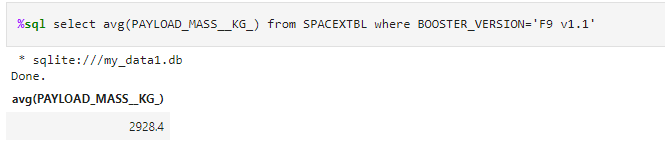 %sql select avg(PAYLOAD_MASS__KG_) from SPACEXTBL where BOOSTER_VERSION='F9 v1.1'
* sqlite:///my_data1.db
Done.
avg(PAYLOAD_MASS__KG_)
2928.4